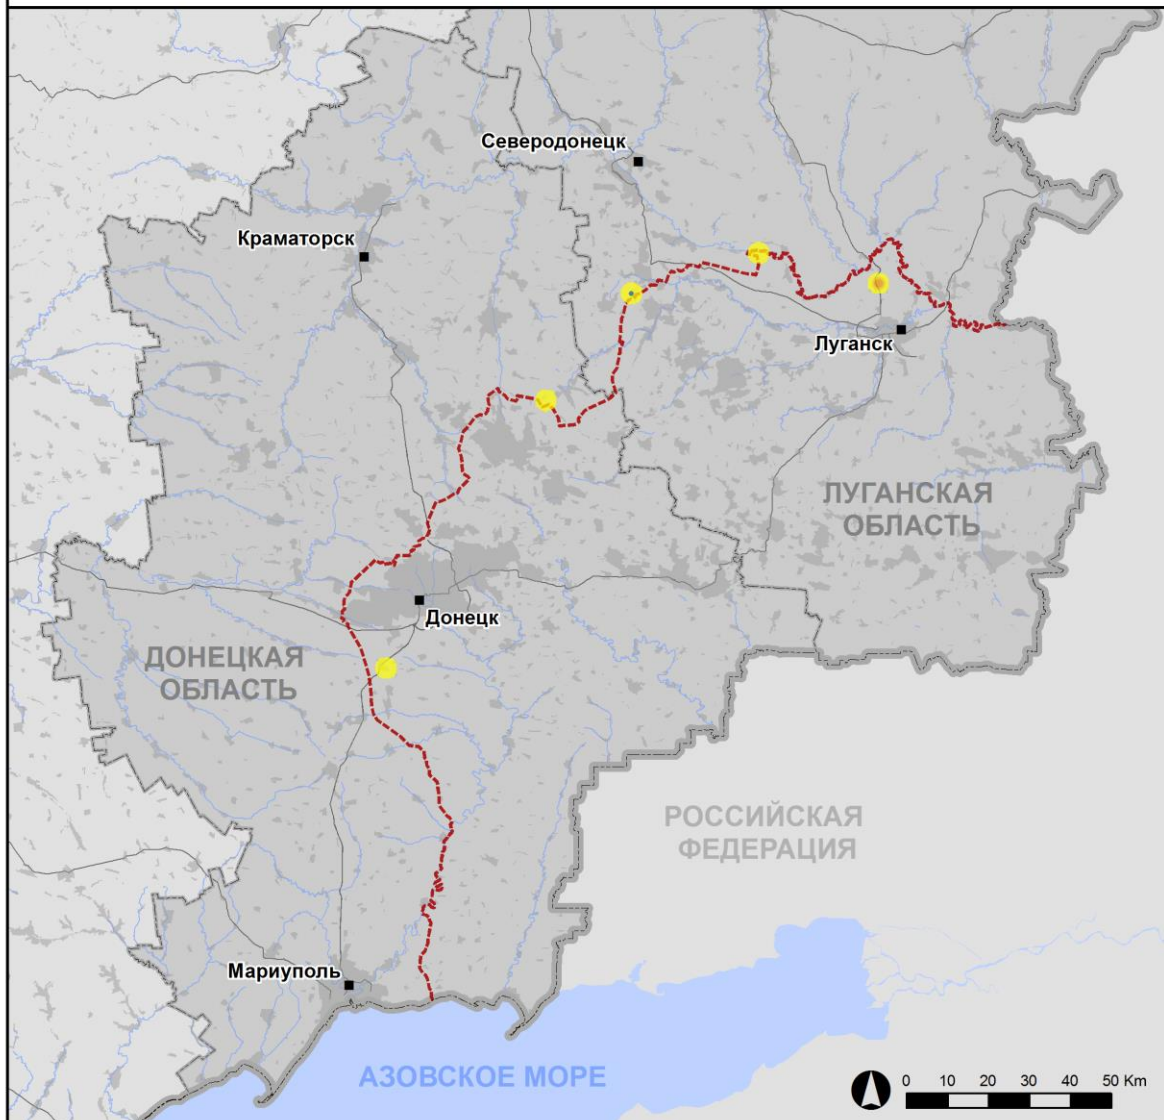 Северодонецк
Краматорск
Луганск
ЛУГАНСКАЯ
ОБЛАСТЬ
Донецк
ДОНЕЦКАЯ
ОБЛАСТЬ
РОССИЙСКАЯ
ФЕДЕРАЦИЯ
Мариуполь
АЗОВСКОЕ МОРЕ
0 10 20 30 40 50 Km